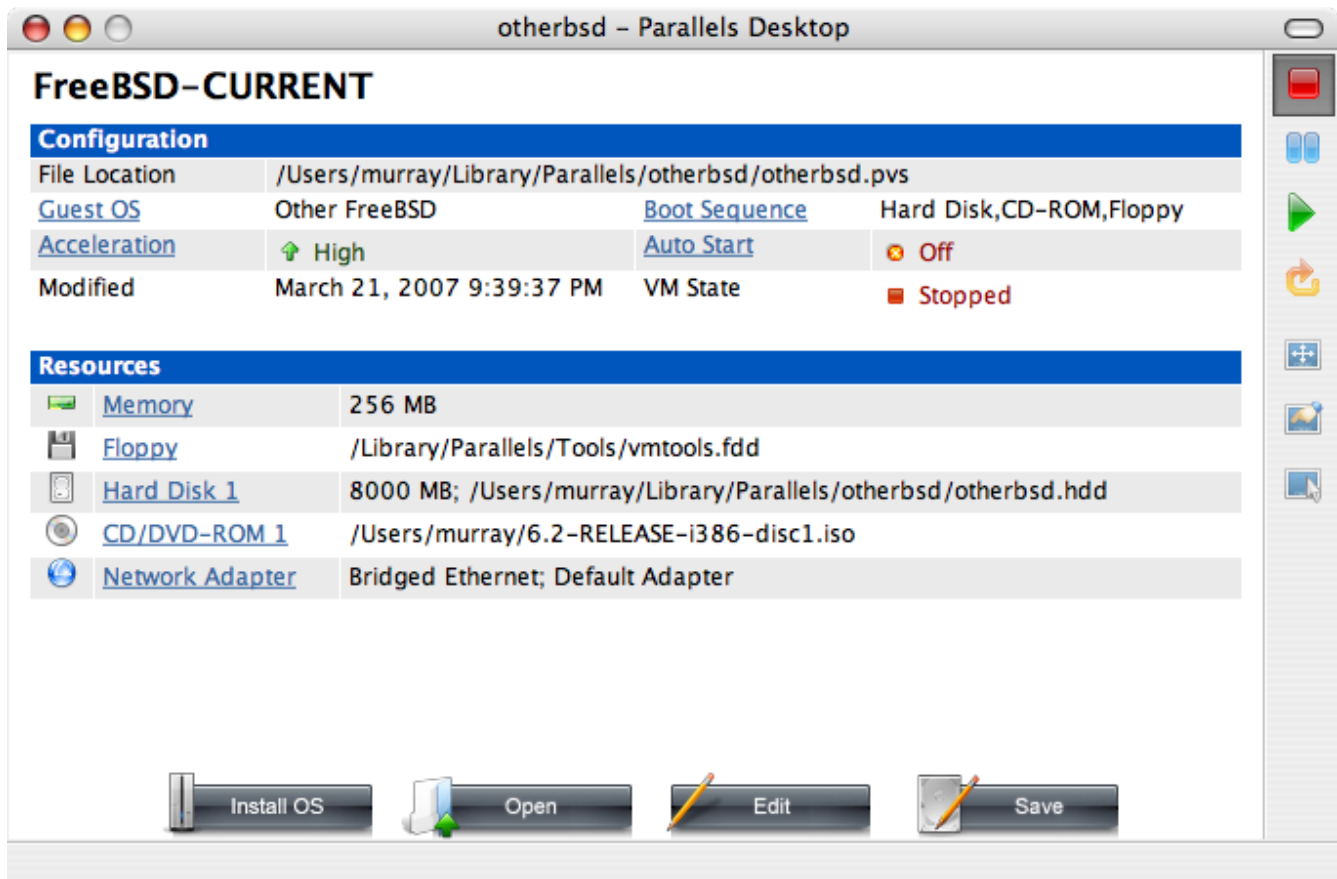 otherbsd – Parallels Desktop
FreeBSD-CURRENT
Configuration
File Location /Users/murray/Library/Parallels/otherbsd/otherbsd.pvs
Guest OS Other FreeBSD Boot Sequence Hard Disk,CD-ROM,Floppy
Acceleration High Auto Start Off
Modified March 21, 2007 9:39:37 PM VM State Stopped
Resources
Memory 256 MB
Floppy /Library/Parallels/Tools/vmtools.fdd
Hard Disk 1 8000 MB; /Users/murray/Library/Parallels/otherbsd/otherbsd.hdd
CD/DVD-ROM 1 /Users/murray/6.2-RELEASE-i386-disc1.iso
Network Adapter Bridged Ethernet; Default Adapter
Install OS Open Edit Save